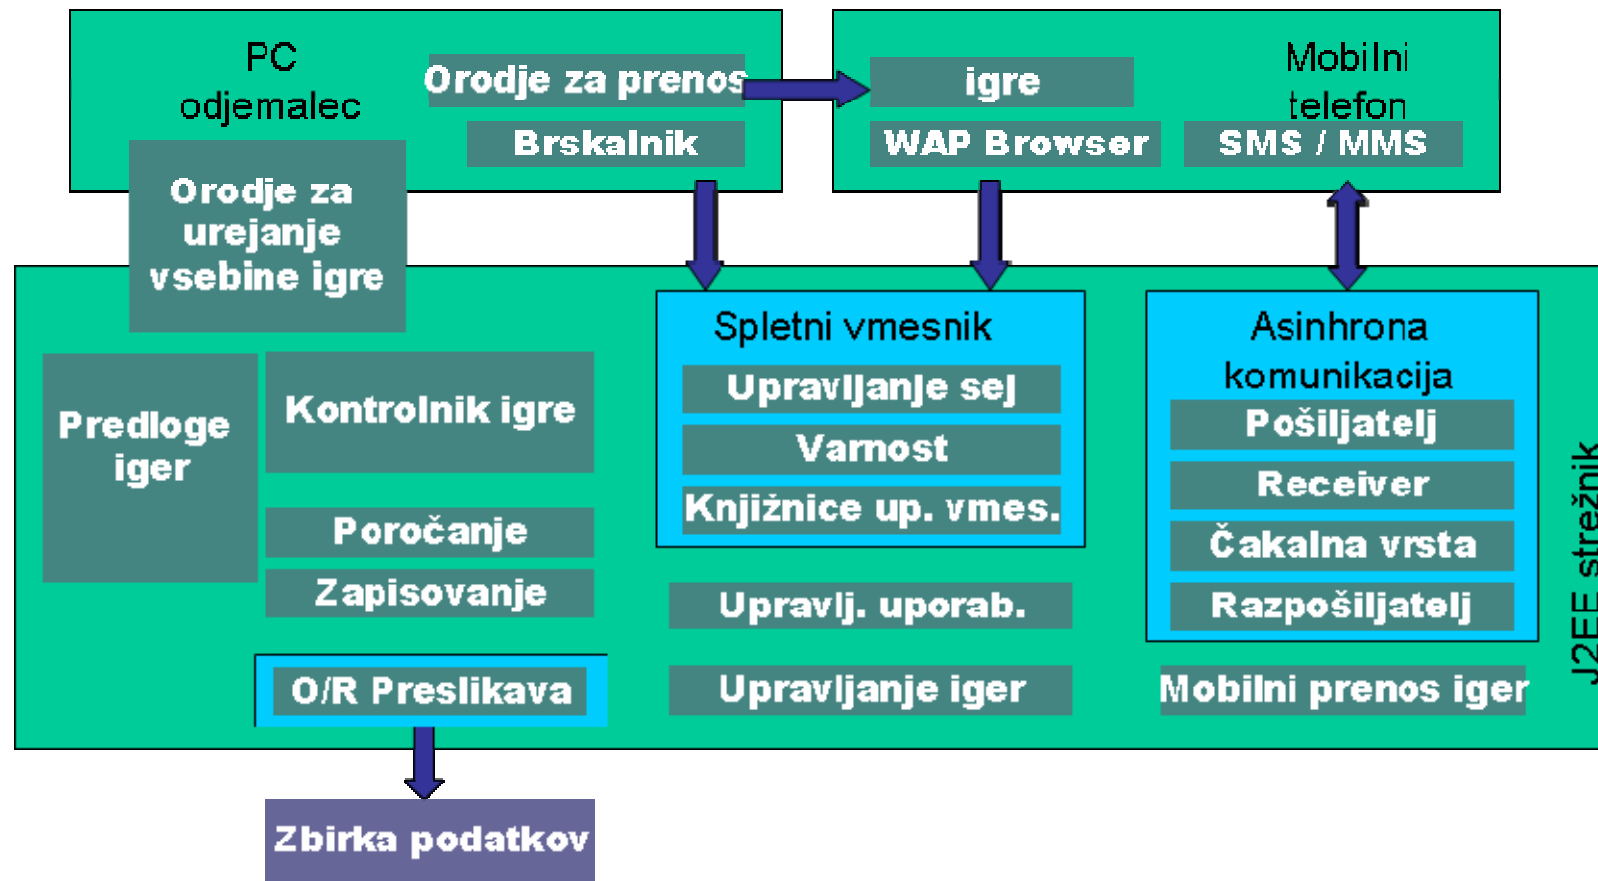 PC
odjemalec
Orodje za prenos
Brskalnik
Orodje za
urejanje
vsebine igre
igre
Mobilni
telefon
WAP Browser
SMS / MMS
Predloge
iger
Kontrolnik igre
Poročanje
Zapisovanje
O/R Preslikava
Spletni vmesnik
Upravljanje sej
Varnost
Knjižnice up. vmes.
Upravlj. uporab.
Upravljanje iger
Asinhrona
komunikacija
Pošiljatelj
Receiver
Čakalna vrsta
Razpošiljatelj
Mobilni prenos iger
J2EE strežnik
Zbirka podatkov